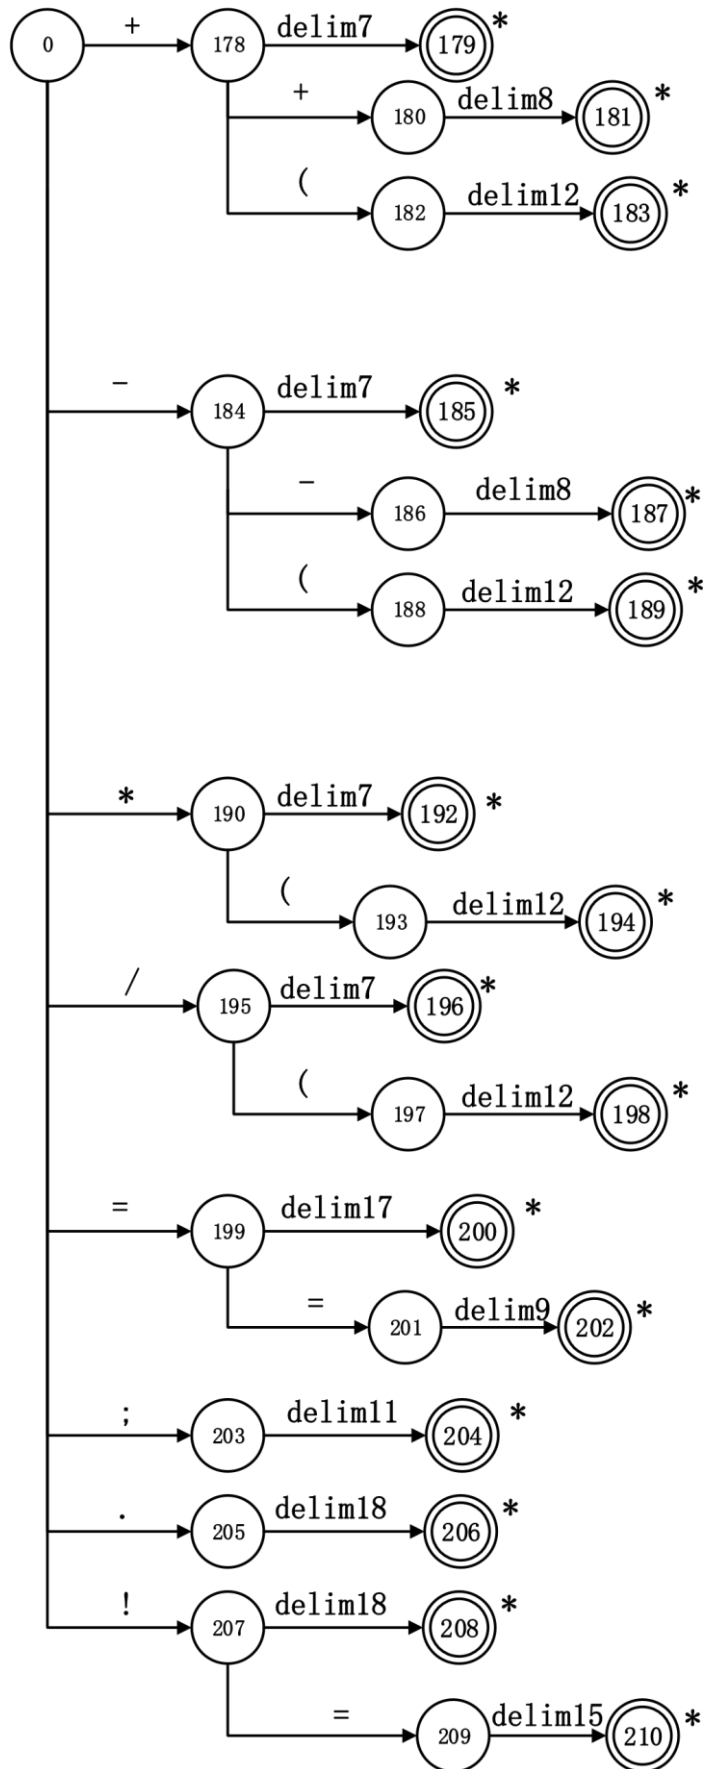 0 + 178 delim7 179 *
+ 180 delim8 181 *
( 182 delim12 183 *
- 184 delim7 185 *
- 186 delim8 187 *
( 188 delim12 189 *
* 190 delim7 192 *
( 193 delim12 194 *
/ 195 delim7 196 *
( 197 delim12 198 *
= 199 delim17 200 *
= 201 delim9 202 *
; 203 delim11 204 *
. 205 delim18 206 *
! 207 delim18 208 *
= 209 delim15 210 *